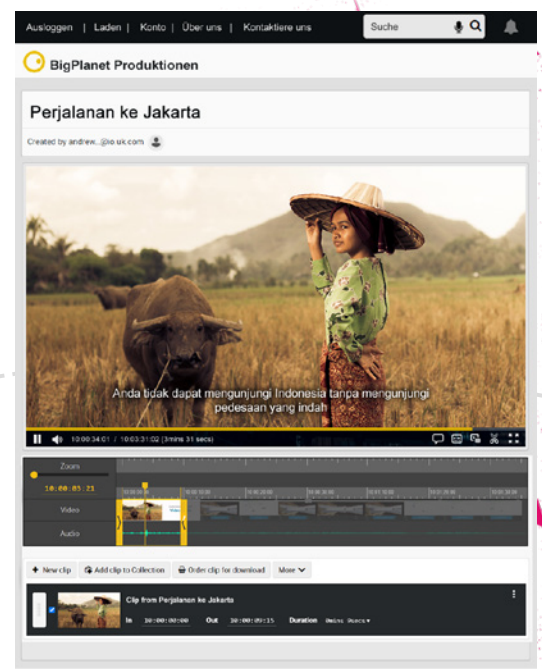 Ausloggen | Laden | Konto | Über uns | Kontaktiere uns
Suche
BigPlanet Produktionen
Perjalanan ke Jakarta
Created by andrew...@io uk.com
Anda tidak dapat mengunjungi Indonesia tanpa mengunjungi
pedesaan yang indah
10:00:34:01 / 10:03:31:02 (3mins 31 secs)
Zoom
10:00:05:21
Video
Audio
New clip Add clip to Collection Order clip for download More
Clip from Perjalanan ke Jakarta
In 10:00:00:00 Out 10:00:09:15 Duration